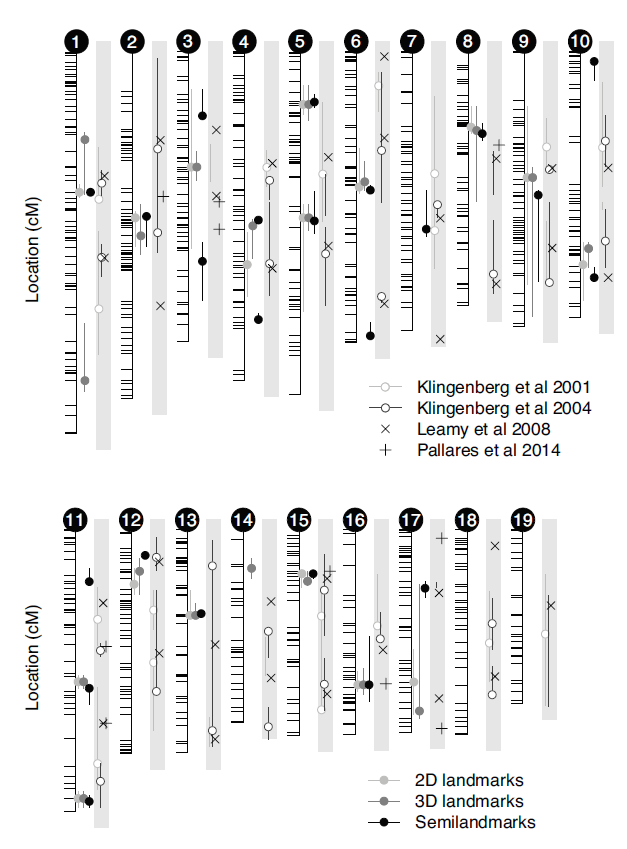 1 2 3 4 5 6 7 8 9 10
Location (cM)
Klingenberg et al 2001
Klingenberg et al 2004
Leamy et al 2008
Pallares et al 2014
11 12 13 14 15 16 17 18 19
Location (cM)
2D landmarks
3D landmarks
Semilandmarks